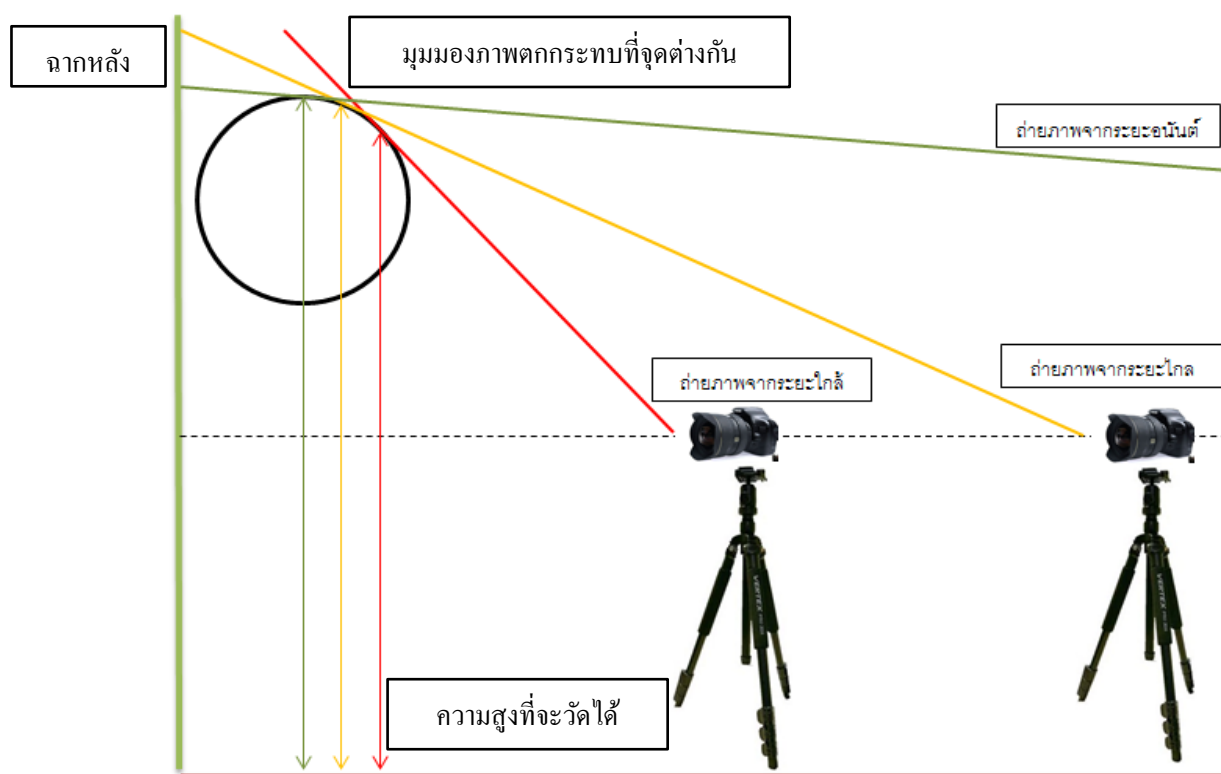 ฉากหลัง
มุมมองภาพตกกระทบที่จุดต่างกัน
ถ่ายภาพจากระยะอนันต์
ถ่ายภาพจากระยะใกล้
ถ่ายภาพจากระยะไกล
ความสูงที่จะวัดได้
VERTEX
VERTEX